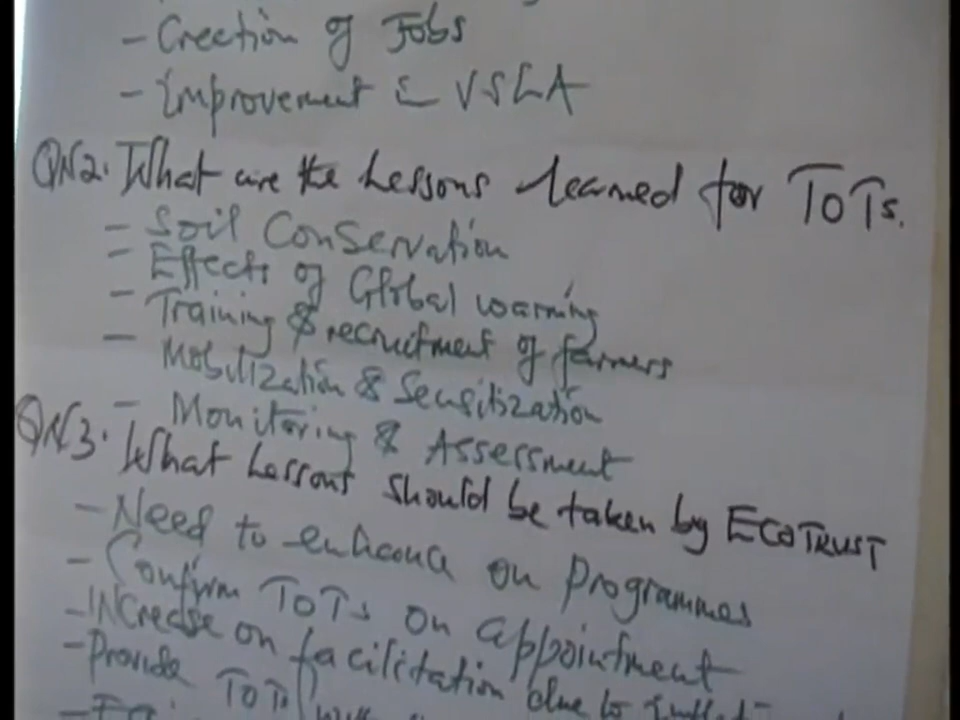 - Creation of Jobs
- Improvement in VSLA
QN2. What are the Lessons learned for ToTs.
- Soil Conservation
- Effects of Global warming
- Training & recruitment of farmers
- Mobilization & Sensitization
- Monitoring & Assessment
QN3. What Lessons should be taken by ECOTRUST
- Need to enhance on programmes
- Confirm ToTs on appointment
- Increase on facilitation due to
- Provide ToTs